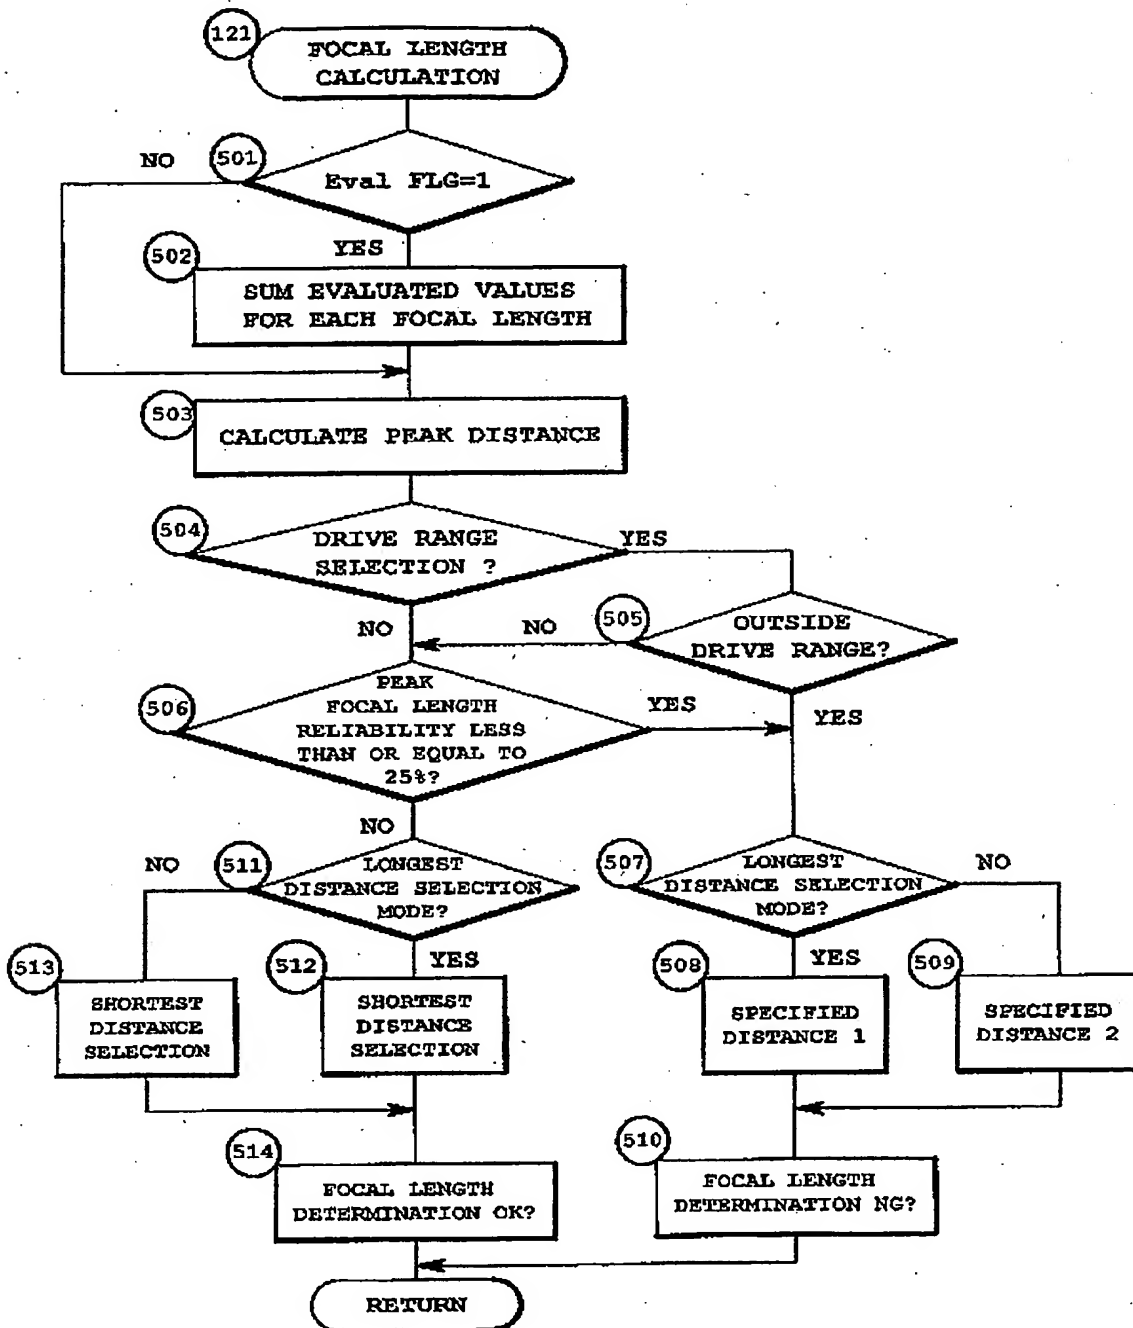 121
FOCAL LENGTH
CALCULATION
NO
501
Eval FLG=1
YES
502
SUM EVALUATED VALUES
FOR EACH FOCAL LENGTH
503
CALCULATE PEAK DISTANCE
504
DRIVE RANGE
SELECTION ?
YES
NO
NO
505
OUTSIDE
DRIVE RANGE?
YES
506
PEAK
FOCAL LENGTH
RELIABILITY LESS
THAN OR EQUAL TO
25%?
YES
NO
NO
511
LONGEST
DISTANCE SELECTION
MODE?
YES
507
LONGEST
DISTANCE SELECTION
MODE?
NO
YES
513
SHORTEST
DISTANCE
SELECTION
512
SHORTEST
DISTANCE
SELECTION
508
SPECIFIED
DISTANCE 1
509
SPECIFIED
DISTANCE 2
514
FOCAL LENGTH
DETERMINATION OK?
510
FOCAL LENGTH
DETERMINATION NG?
RETURN